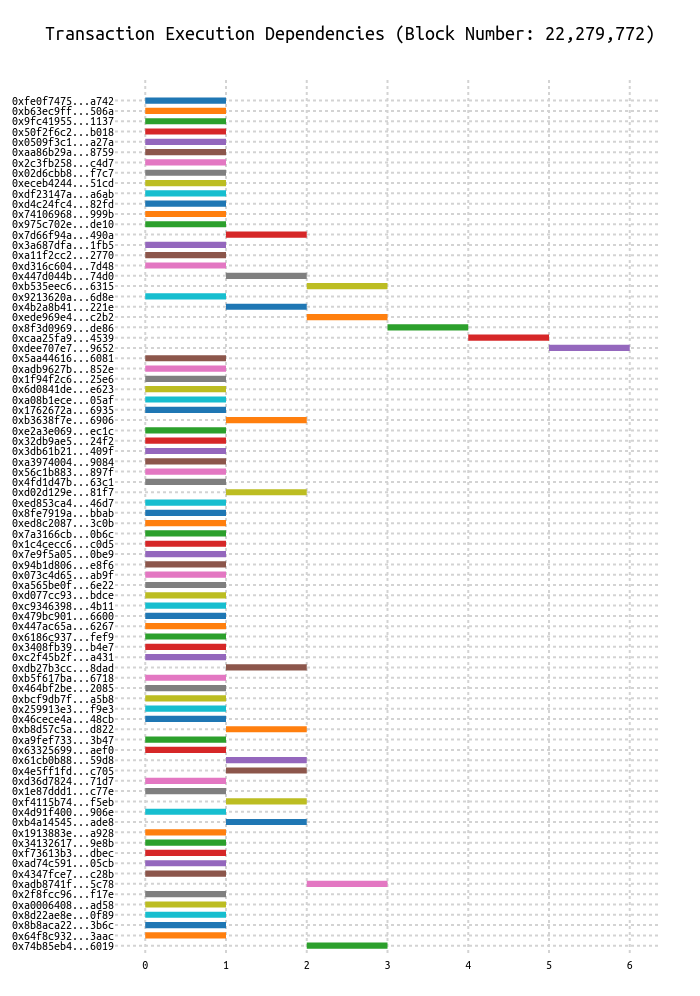 Transaction Execution Dependencies (Block Number: 22,279,772)
0xfe0f7475...a742
0xb63ec9ff...506a
0x9fc41955...1137
0x50f2f6c2...b018
0x0509f3c1...a27a
0xaa86b29a...8759
0x2c3fb258...c4d7
0x02d6cbb8...f7c7
0xeceb4244...51cd
0xdf23147a...a6ab
0xd4c24fc4...82fd
0x74106968...999b
0x975c702e...de10
0x7d66f94a...490a
0x3a687dfa...1fb5
0xa11f2cc2...2770
0xd316c604...7d48
0x447d044b...74d0
0xb535eec6...6315
0x9213620a...6d8e
0x4b2a8b41...221e
0xede969e4...c2b2
0x8f3d0969...de86
0xcaa25fa9...4539
0xdee707e7...9652
0x5aa44616...6081
0xadb9627b...852e
0x1f94f2c6...25e6
0x6d0841de...e623
0xa08b1ece...05af
0x1762672a...6935
0xb3638f7e...6906
0xe2a3e069...ec1c
0x32db9ae5...24f2
0x3db61b21...409f
0xa3974004...9084
0x56c1b883...897f
0x4fd1d47b...63c1
0xd02d129e...81f7
0xed853ca4...46d7
0x8fe7919a...bbab
0xed8c2087...3c0b
0x7a3166cb...0b6c
0x1c4cecc6...c0d5
0x7e9f5a05...0be9
0x94b1d806...e8f6
0x073c4d65...ab9f
0xa565be0f...6e22
0xd077cc93...bdce
0xc9346398...4b11
0x479bc901...6600
0x447ac65a...6267
0x6186c937...fef9
0x3408fb39...b4e7
0xc2f45b2f...a431
0xdb27b3cc...8dad
0xb5f617ba...6718
0x464bf2be...2085
0xbcf9db7f...a5b8
0x259913e3...f9e3
0x46cece4a...48cb
0xb8d57c5a...d822
0xa9fef733...3b47
0x63325699...aef0
0x61cb0b88...59d8
0x4e5ff1fd...c705
0xd36d7824...71d7
0x1e87ddd1...c77e
0xf4115b74...f5eb
0x4d91f400...906e
0xb4a14545...ade8
0x1913883e...a928
0x34132617...9e8b
0xf73613b3...dbec
0xad74c591...05cb
0x4347fce7...c28b
0xadb8741f...5c78
0x2f8fcc96...f17e
0xa0006408...ad58
0x8d22ae8e...0f89
0x8b8aca22...3b6c
0x64f8c932...3aac
0x74b85eb4...6019
0 1 2 3 4 5 6